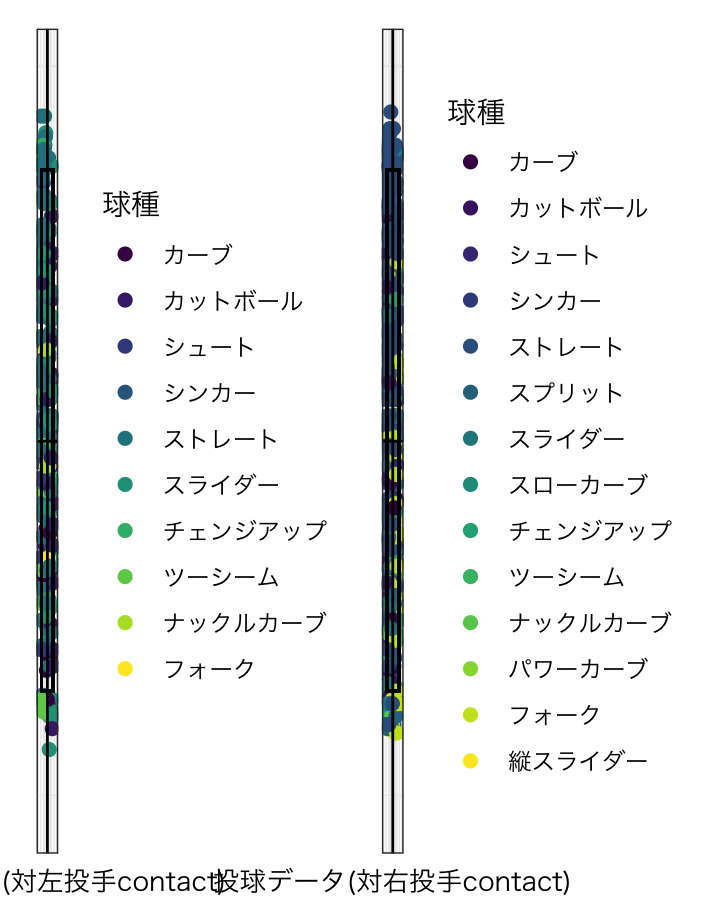 球種
カーブ
カットボール
シュート
シンカー
ストレート
スライダー
チェンジアップ
ツーシーム
ナックルカーブ
フォーク
球種
カーブ
カットボール
シュート
シンカー
ストレート
スプリット
スライダー
スローカーブ
チェンジアップ
ツーシーム
ナックルカーブ
パワーカーブ
フォーク
縦スライダー
(対左投手contact)
投球データ(対右投手contact)